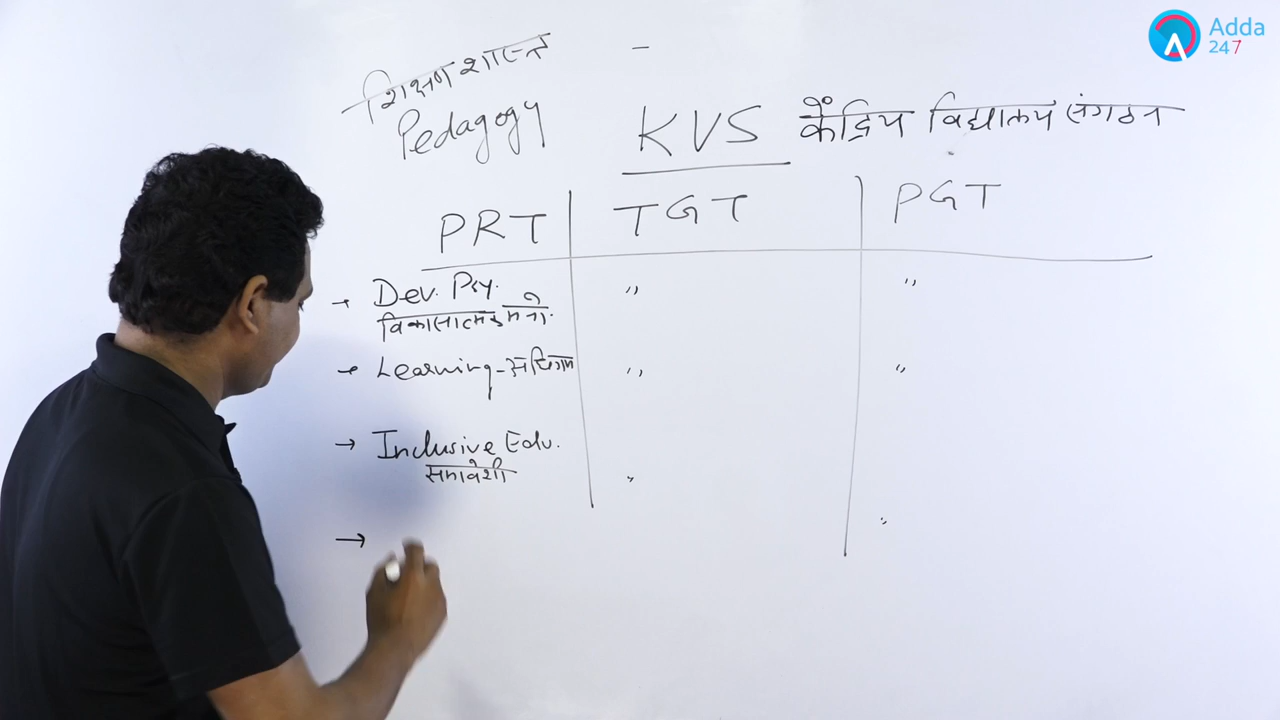 Adda
247
शिक्षण शास्त्र -
Pedagogy
KVS केंद्रिय विद्यालय संगठन
PRT TGT PGT
→ Dev. Psy. " "
विकासात्मक मनो.
→ Learning - अधिगम " "
→ Inclusive Edu.
समावेशी "
"
→